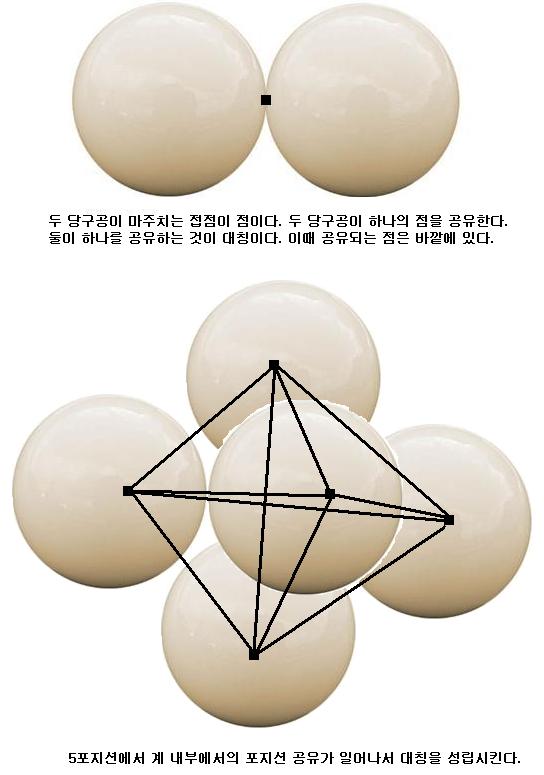 두 당구공이 마주치는 접점이 점이다. 두 당구공이 하나의 점을 공유한다.
둘이 하나를 공유하는 것이 대칭이다. 이때 공유되는 점은 바깥에 있다.
5포지션에서 계 내부에서의 포지션 공유가 일어나서 대칭을 성립시킨다.